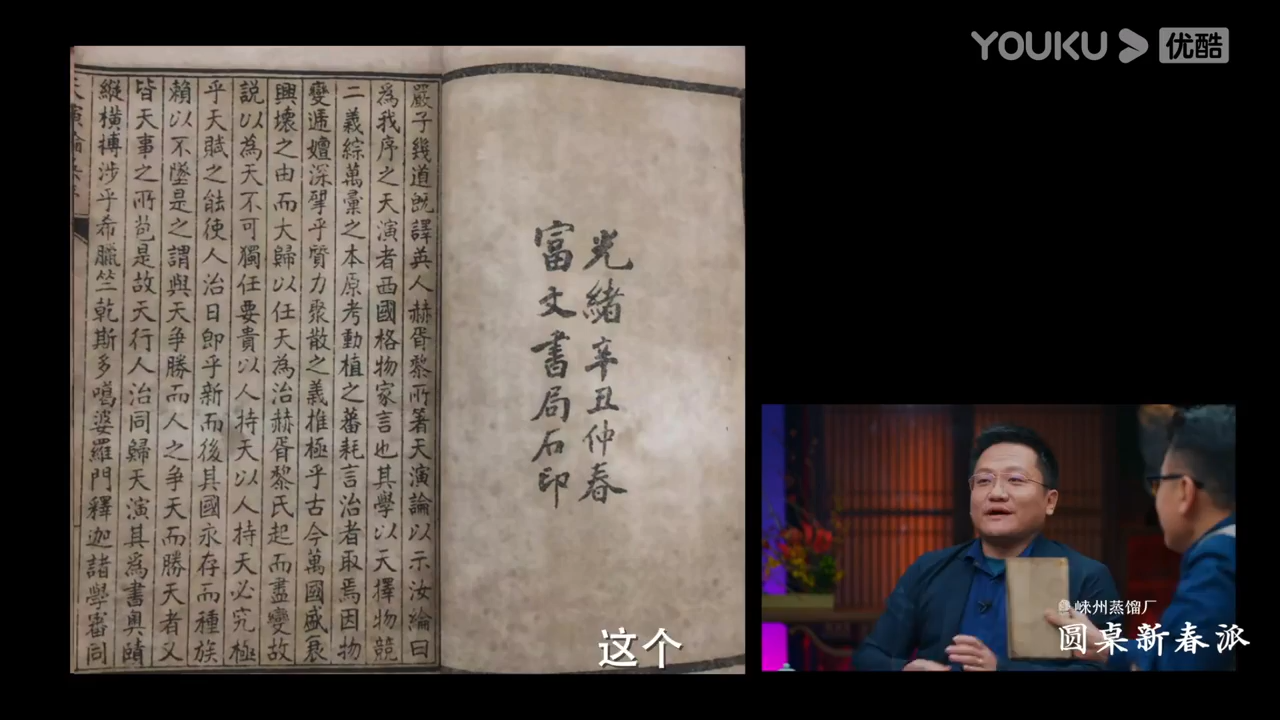 YOUKU 优酷
光緒辛丑仲春
富文書局石印
嚴子幾道既譯英人赫胥黎所著天演論以示汝綸曰
為我序之天演者西國格物家言也其學以天擇物競
二義綜萬彙之本原考動植之蕃耗言治者取焉因物
變遞嬗深揅乎質力聚散之義推極乎古今萬國盛衰
興壞之由而大歸以任天為治赫胥黎氏起而盡變故
説以為天不可獨任要貴以人持天以人持天必究極
乎天賦之能使人治日即乎新而後其國永存而種族
賴以不墜是之謂與天爭勝而人之爭天而勝天者又
皆天事之所苞是故天行人治同歸天演其為書奧賾
縱橫摶涉乎希臘竺乾斯多噶婆羅門釋迦諸學審同
天演論
这个
崃州蒸馏厂
圆桌新春派